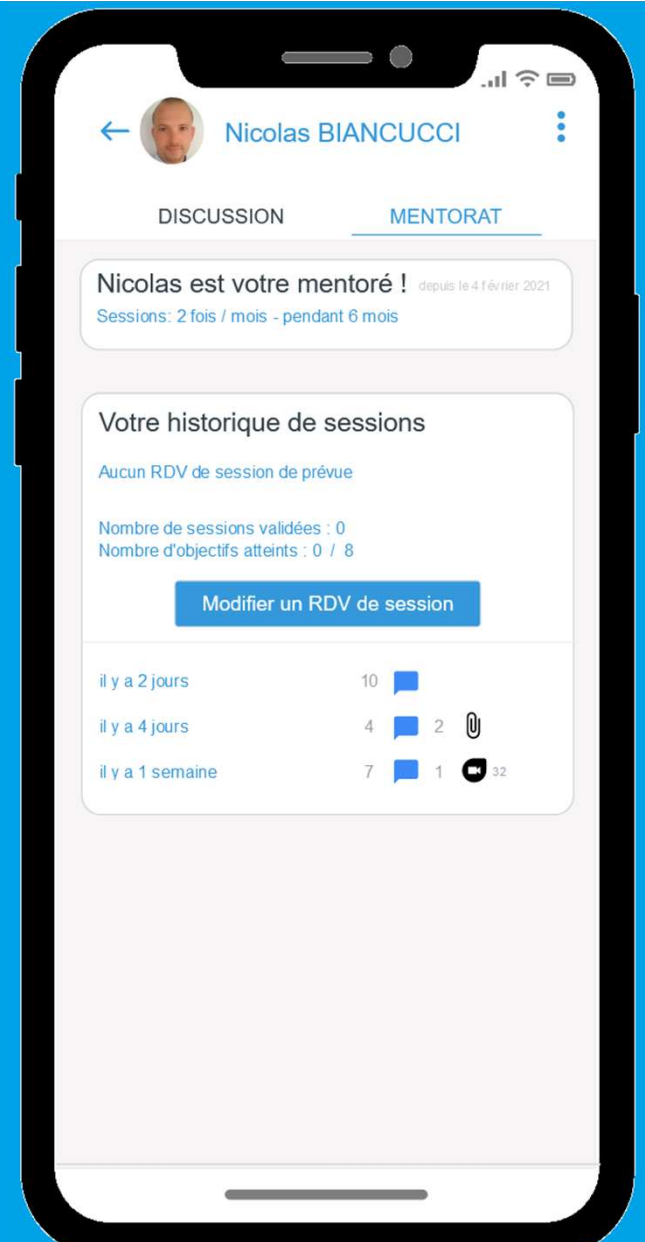 Nicolas BIANCUCCI
DISCUSSION MENTORAT
Nicolas est votre mentoré ! depuis le 4 février 2021
Sessions: 2 fois / mois - pendant 6 mois
Votre historique de sessions
Aucun RDV de session de prévue
Nombre de sessions validées : 0
Nombre d'objectifs atteints : 0 / 8
Modifier un RDV de session
il y a 2 jours 10
il y a 4 jours 4 2
il y a 1 semaine 7 1 32